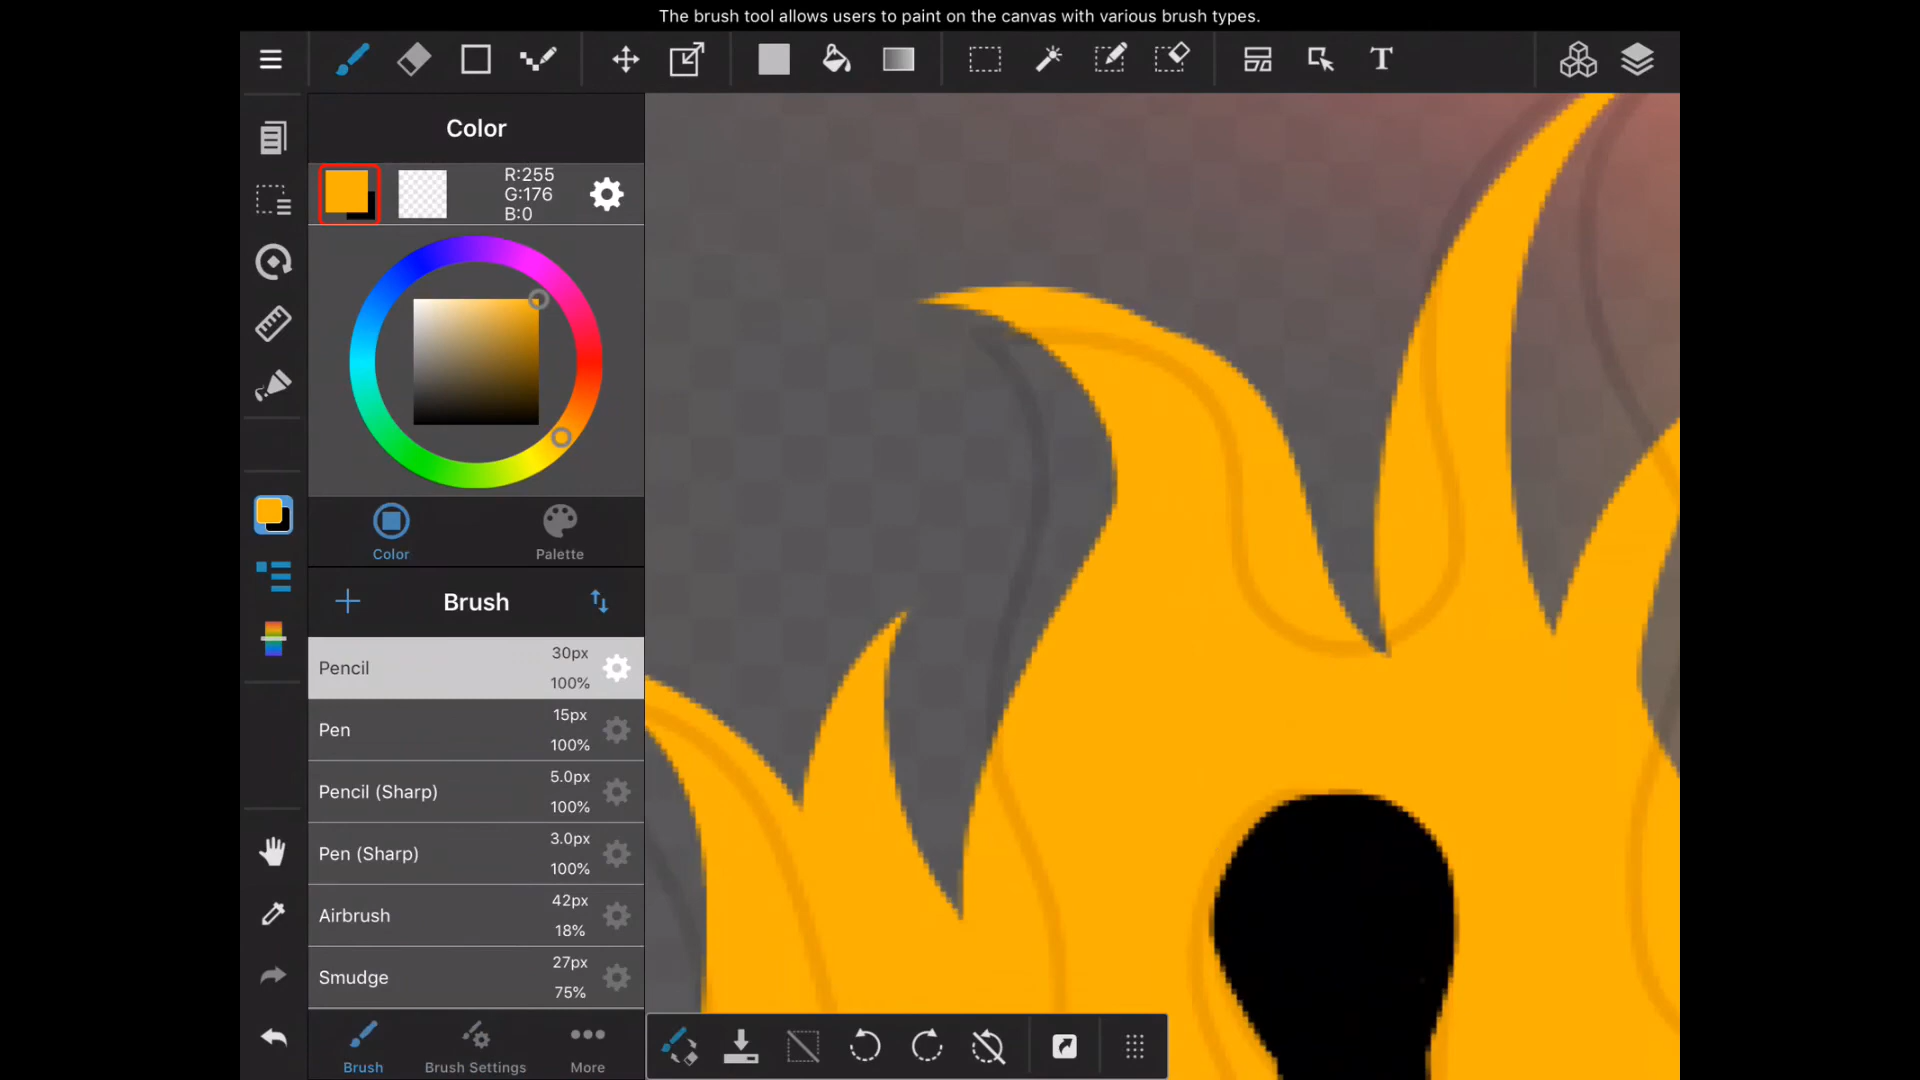 The brush tool allows users to paint on the canvas with various brush types.
T
Color
R:255
G:176
B:0
Color
Palette
Brush
Pencil
30px
100%
Pen
15px
100%
Pencil (Sharp)
5.0px
100%
Pen (Sharp)
3.0px
100%
Airbrush
42px
18%
Smudge
27px
75%
Brush
Brush Settings
More